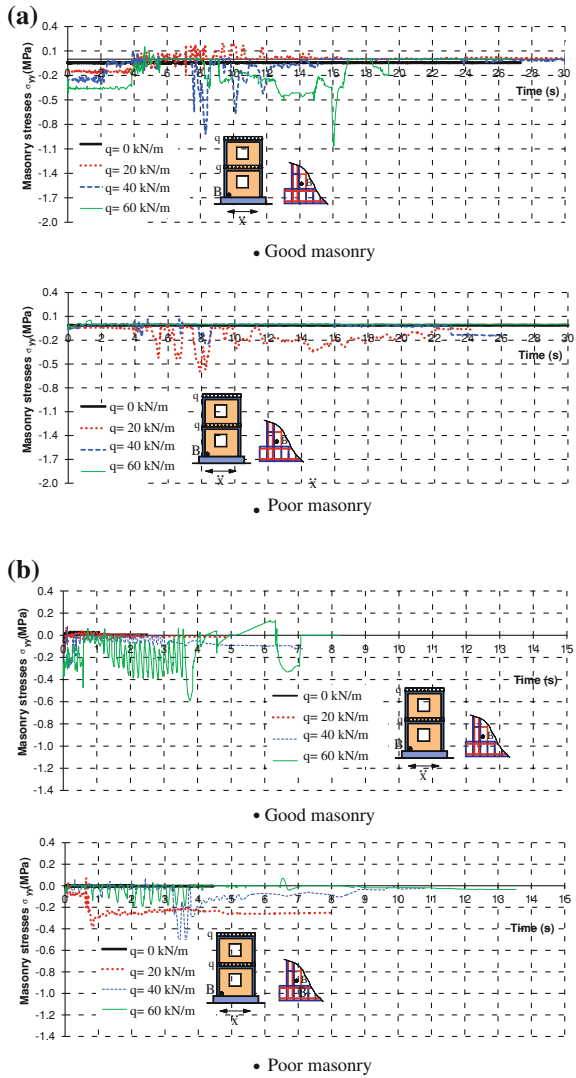 (a)
Masonry stresses σyy(MPa)
0.4
0.1
-0.2
-0.5
-0.8
-1.1
-1.4
-1.7
-2.0
0 2 4 6 8 10 12 14 16 18 20 22 24 26 28 30
Time (s)
q= 0 kN/m
q= 20 kN/m
q= 40 kN/m
q= 60 kN/m
q
q
B
B
Ẍ
• Good masonry
Masonry stresses σyy(MPa)
0.4
0.1
-0.2
-0.5
-0.8
-1.1
-1.4
-1.7
-2.0
0 2 4 6 8 10 12 14 16 18 20 22 24 26 28 30
Time (s)
q= 0 kN/m
q= 20 kN/m
q= 40 kN/m
q= 60 kN/m
q
q
B
B
Ẍ
Ẍ
• Poor masonry
(b)
Masonry stresses σyy(MPa)
0.4
0.2
0.0
-0.2
-0.4
-0.6
-0.8
-1.0
-1.2
-1.4
0 1 2 3 4 5 6 7 8 9 10 11 12 13 14 15
Time (s)
q= 0 kN/m
q= 20 kN/m
q= 40 kN/m
q= 60 kN/m
q
q
B
B
Ẍ
• Good masonry
Masonry stresses σyy(MPa)
0.4
0.2
0.0
-0.2
-0.4
-0.6
-0.8
-1.0
-1.2
-1.4
0 1 2 3 4 5 6 7 8 9 10 11 12 13 14 15
Time (s)
q= 0 kN/m
q= 20 kN/m
q= 40 kN/m
q= 60 kN/m
q
q
B
B
B
Ẍ
• Poor masonry